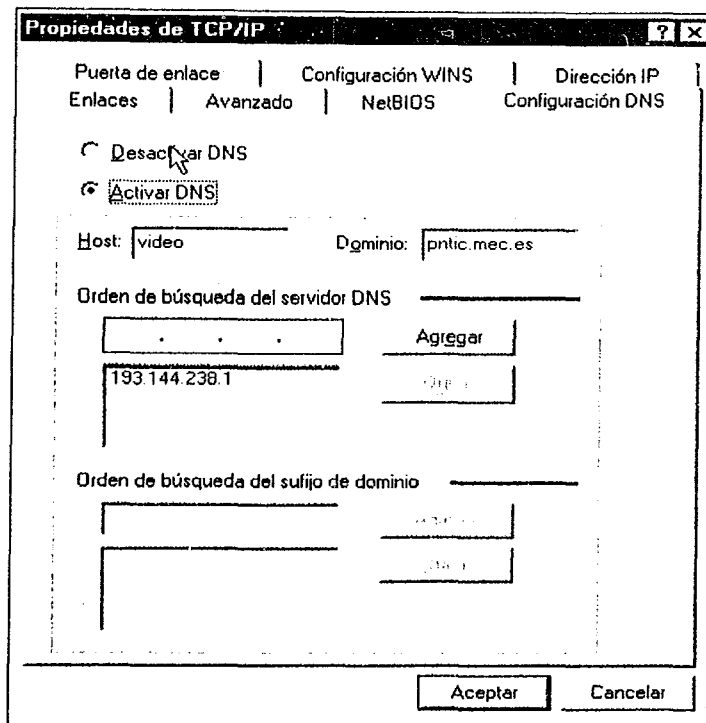 Propiedades de TCP/IP
Puerta de enlace Configuración WINS Dirección IP
Enlaces Avanzado NetBIOS Configuración DNS
Desactivar DNS
Activar DNS
Host: video Dominio: pntic.mec.es
Orden de búsqueda del servidor DNS
Agregar
193.144.238.1
Orden de búsqueda del sufijo de dominio
Aceptar Cancelar